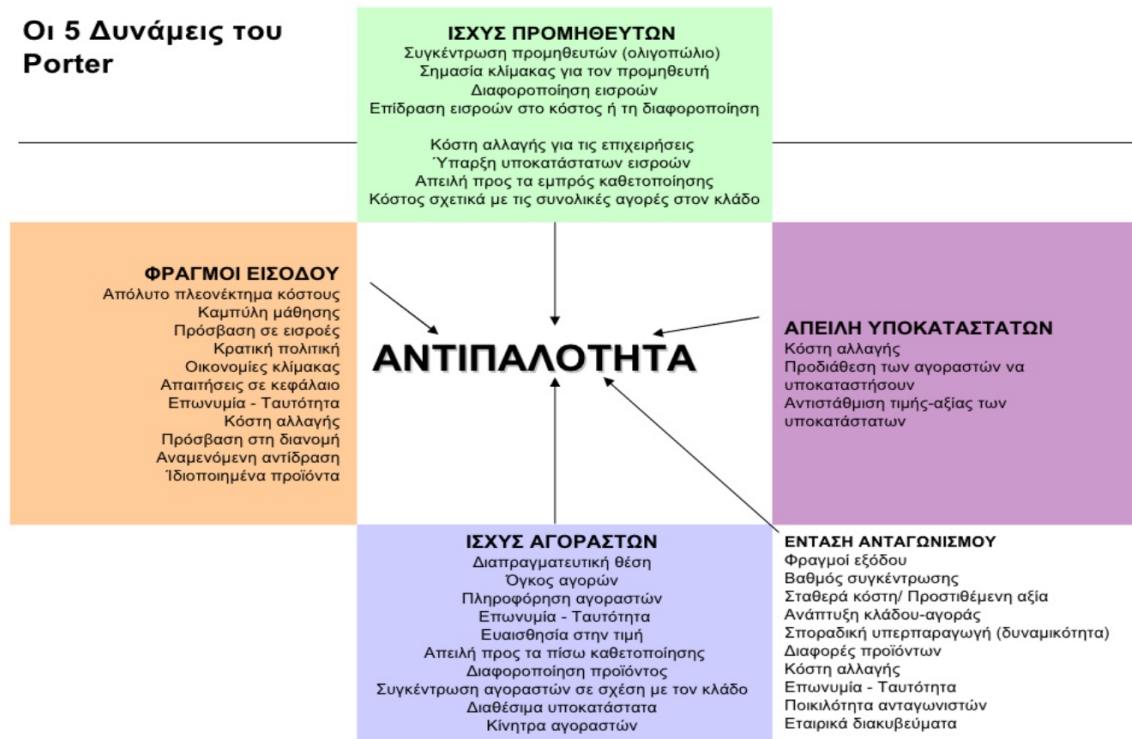 Οι 5 Δυνάμεις του
Porter
ΙΣΧΥΣ ΠΡΟΜΗΘΕΥΤΩΝ
Συγκέντρωση προμηθευτών (ολιγοπώλιο)
Σημασία κλίμακας για τον προμηθευτή
Διαφοροποίηση εισροών
Επίδραση εισροών στο κόστος ή τη διαφοροποίηση
Κόστη αλλαγής για τις επιχειρήσεις
Ύπαρξη υποκατάστατων εισροών
Απειλή προς τα εμπρός καθετοποίησης
Κόστος σχετικά με τις συνολικές αγορές στον κλάδο
ΦΡΑΓΜΟΙ ΕΙΣΟΔΟΥ
Απόλυτο πλεονέκτημα κόστους
Καμπύλη μάθησης
Πρόσβαση σε εισροές
Κρατική πολιτική
Οικονομίες κλίμακας
Απαιτήσεις σε κεφάλαιο
Επωνυμία - Ταυτότητα
Κόστη αλλαγής
Πρόσβαση στη διανομή
Αναμενόμενη αντίδραση
Ίδιοποιημένα προϊόντα
ΑΝΤΙΠΑΛΟΤΗΤΑ
ΑΠΕΙΛΗ ΥΠΟΚΑΤΑΣΤΑΤΩΝ
Κόστη αλλαγής
Προδιάθεση των αγοραστών να
υποκαταστήσουν
Αντιστάθμιση τιμής-αξίας των
υποκατάστατων
ΙΣΧΥΣ ΑΓΟΡΑΣΤΩΝ
Διαπραγματευτική θέση
Όγκος αγορών
Πληροφόρηση αγοραστών
Επωνυμία - Ταυτότητα
Ευαισθησία στην τιμή
Απειλή προς τα πίσω καθετοποίησης
Διαφοροποίηση προϊόντος
Συγκέντρωση αγοραστών σε σχέση με τον κλάδο
Διαθέσιμα υποκατάστατα
Κίνητρα αγοραστών
ΕΝΤΑΣΗ ΑΝΤΑΓΩΝΙΣΜΟΥ
Φραγμοί εξόδου
Βαθμός συγκέντρωσης
Σταθερά κόστη/ Προστιθέμενη αξία
Ανάπτυξη κλάδου-αγοράς
Σποραδική υπερπαραγωγή (δυναμικότητα)
Διαφορές προϊόντων
Κόστη αλλαγής
Επωνυμία - Ταυτότητα
Ποικιλότητα ανταγωνιστών
Εταιρικά διακυβεύματα